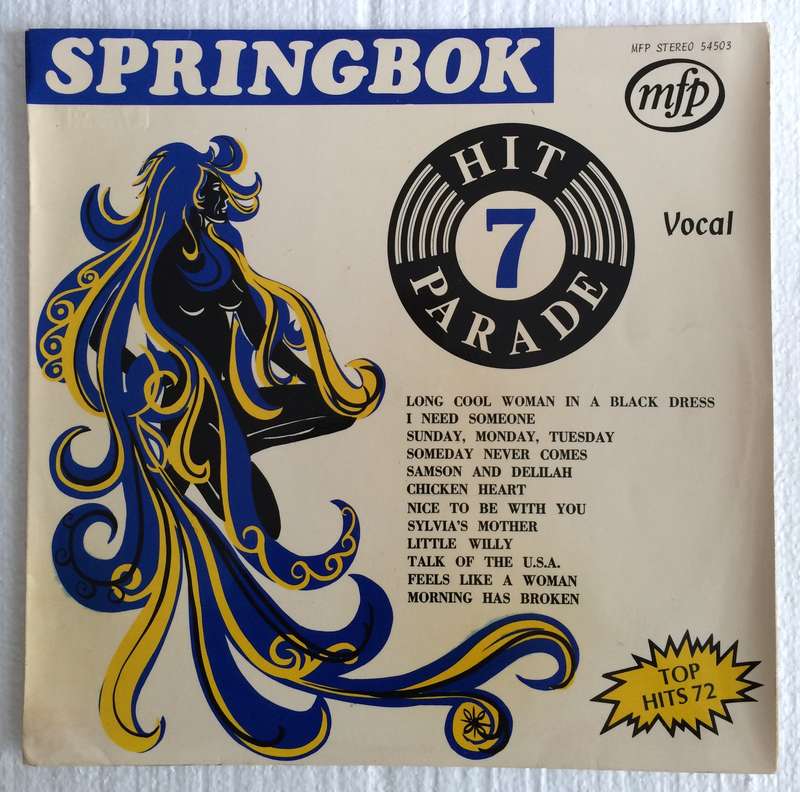 SPRINGBOK
MFP STEREO 54503
mfp
HIT
7
PARADE
Vocal
LONG COOL WOMAN IN A BLACK DRESS
I NEED SOMEONE
SUNDAY, MONDAY, TUESDAY
SOMEDAY NEVER COMES
SAMSON AND DELILAH
CHICKEN HEART
NICE TO BE WITH YOU
SYLVIA'S MOTHER
LITTLE WILLY
TALK OF THE U.S.A.
FEELS LIKE A WOMAN
MORNING HAS BROKEN
TOP
HITS 72